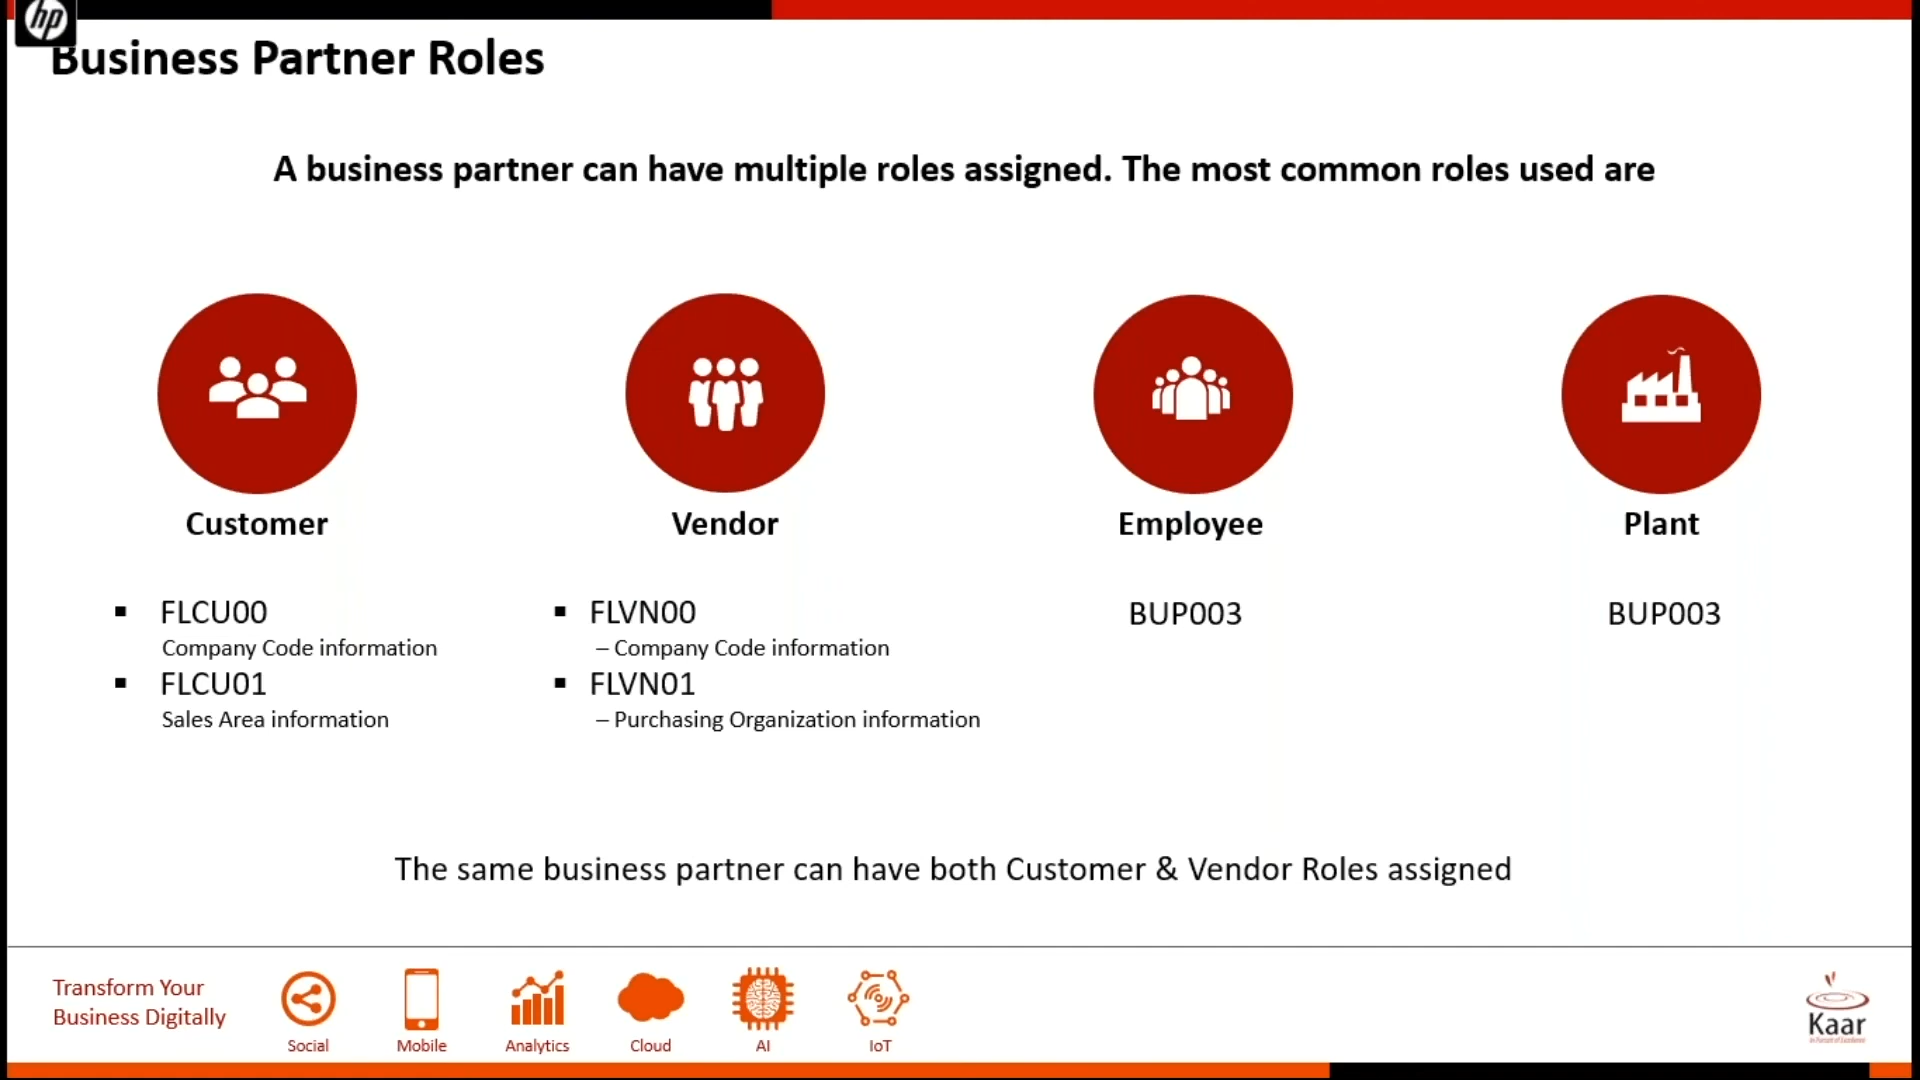 hp
Business Partner Roles
A business partner can have multiple roles assigned. The most common roles used are
Customer
Vendor
Employee
Plant
▪ FLCU00
Company Code information
▪ FLCU01
Sales Area information
▪ FLVN00
– Company Code information
▪ FLVN01
– Purchasing Organization information
BUP003
BUP003
The same business partner can have both Customer & Vendor Roles assigned
Transform Your
Business Digitally
Social
Mobile
Analytics
Cloud
AI
IoT
Kaar